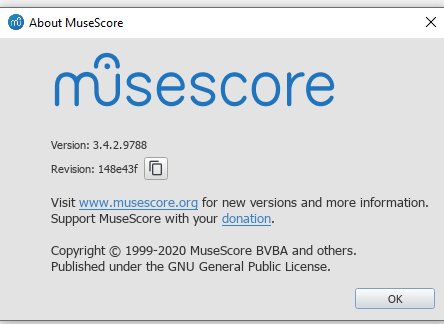 About MuseScore
musescore
Version: 3.4.2.9788
Revision: 148e43f
Visit www.musescore.org for new versions and more information.
Support MuseScore with your donation.
Copyright © 1999-2020 MuseScore BVBA and others.
Published under the GNU General Public License.
OK